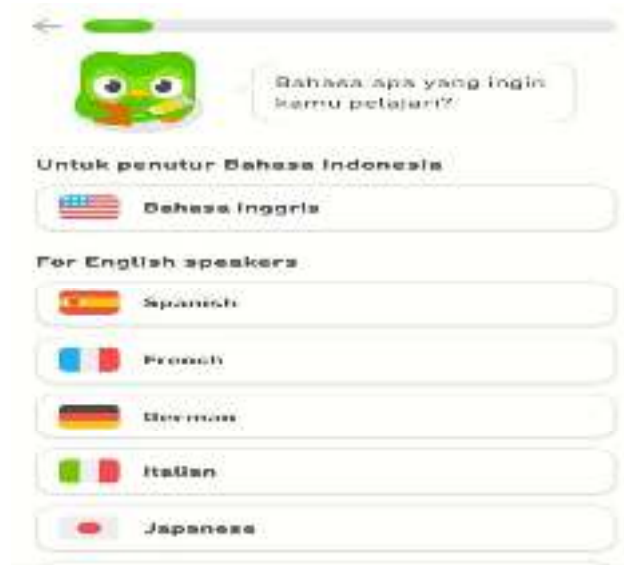 Bahasa apa yang ingin
kamu pelajari?
Untuk penutur Bahasa Indonesia
Bahasa Inggris
For English speakers
Spanish
French
German
Italian
Japanese